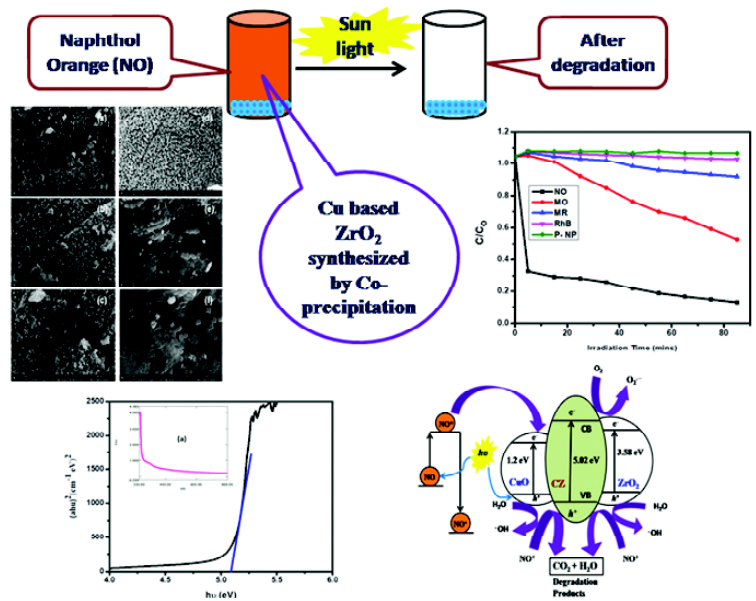 Naphthol
Orange (NO)
Sun
light
After
degradation
(a)
(d)
(b)
(e)
(c)
(f)
Cu based
ZrO2
synthesized
by Co–
precipitation
C/C0
1.2
1.0
0.8
0.6
0.4
0.2
0.0
NO
MO
MR
RhB
P- NP
0 20 40 60 80
Irradiation Time (mins)
(ahu)2 (cm-1 eV)2
2500
2000
1500
1000
500
0
(a)
4.0 4.5 5.0 5.5 6.0
hυ (eV)
O2
O2·-
NO*
e-
e-
CB
e-
hυ
NO
1.2 eV
5.02 eV
3.58 eV
CuO
CZ
ZrO2
H2O
h+
VB
h+
h+
H2O
·OH
·OH
NO+
NO+
NO+
CO2 + H2O
Degradation
Products